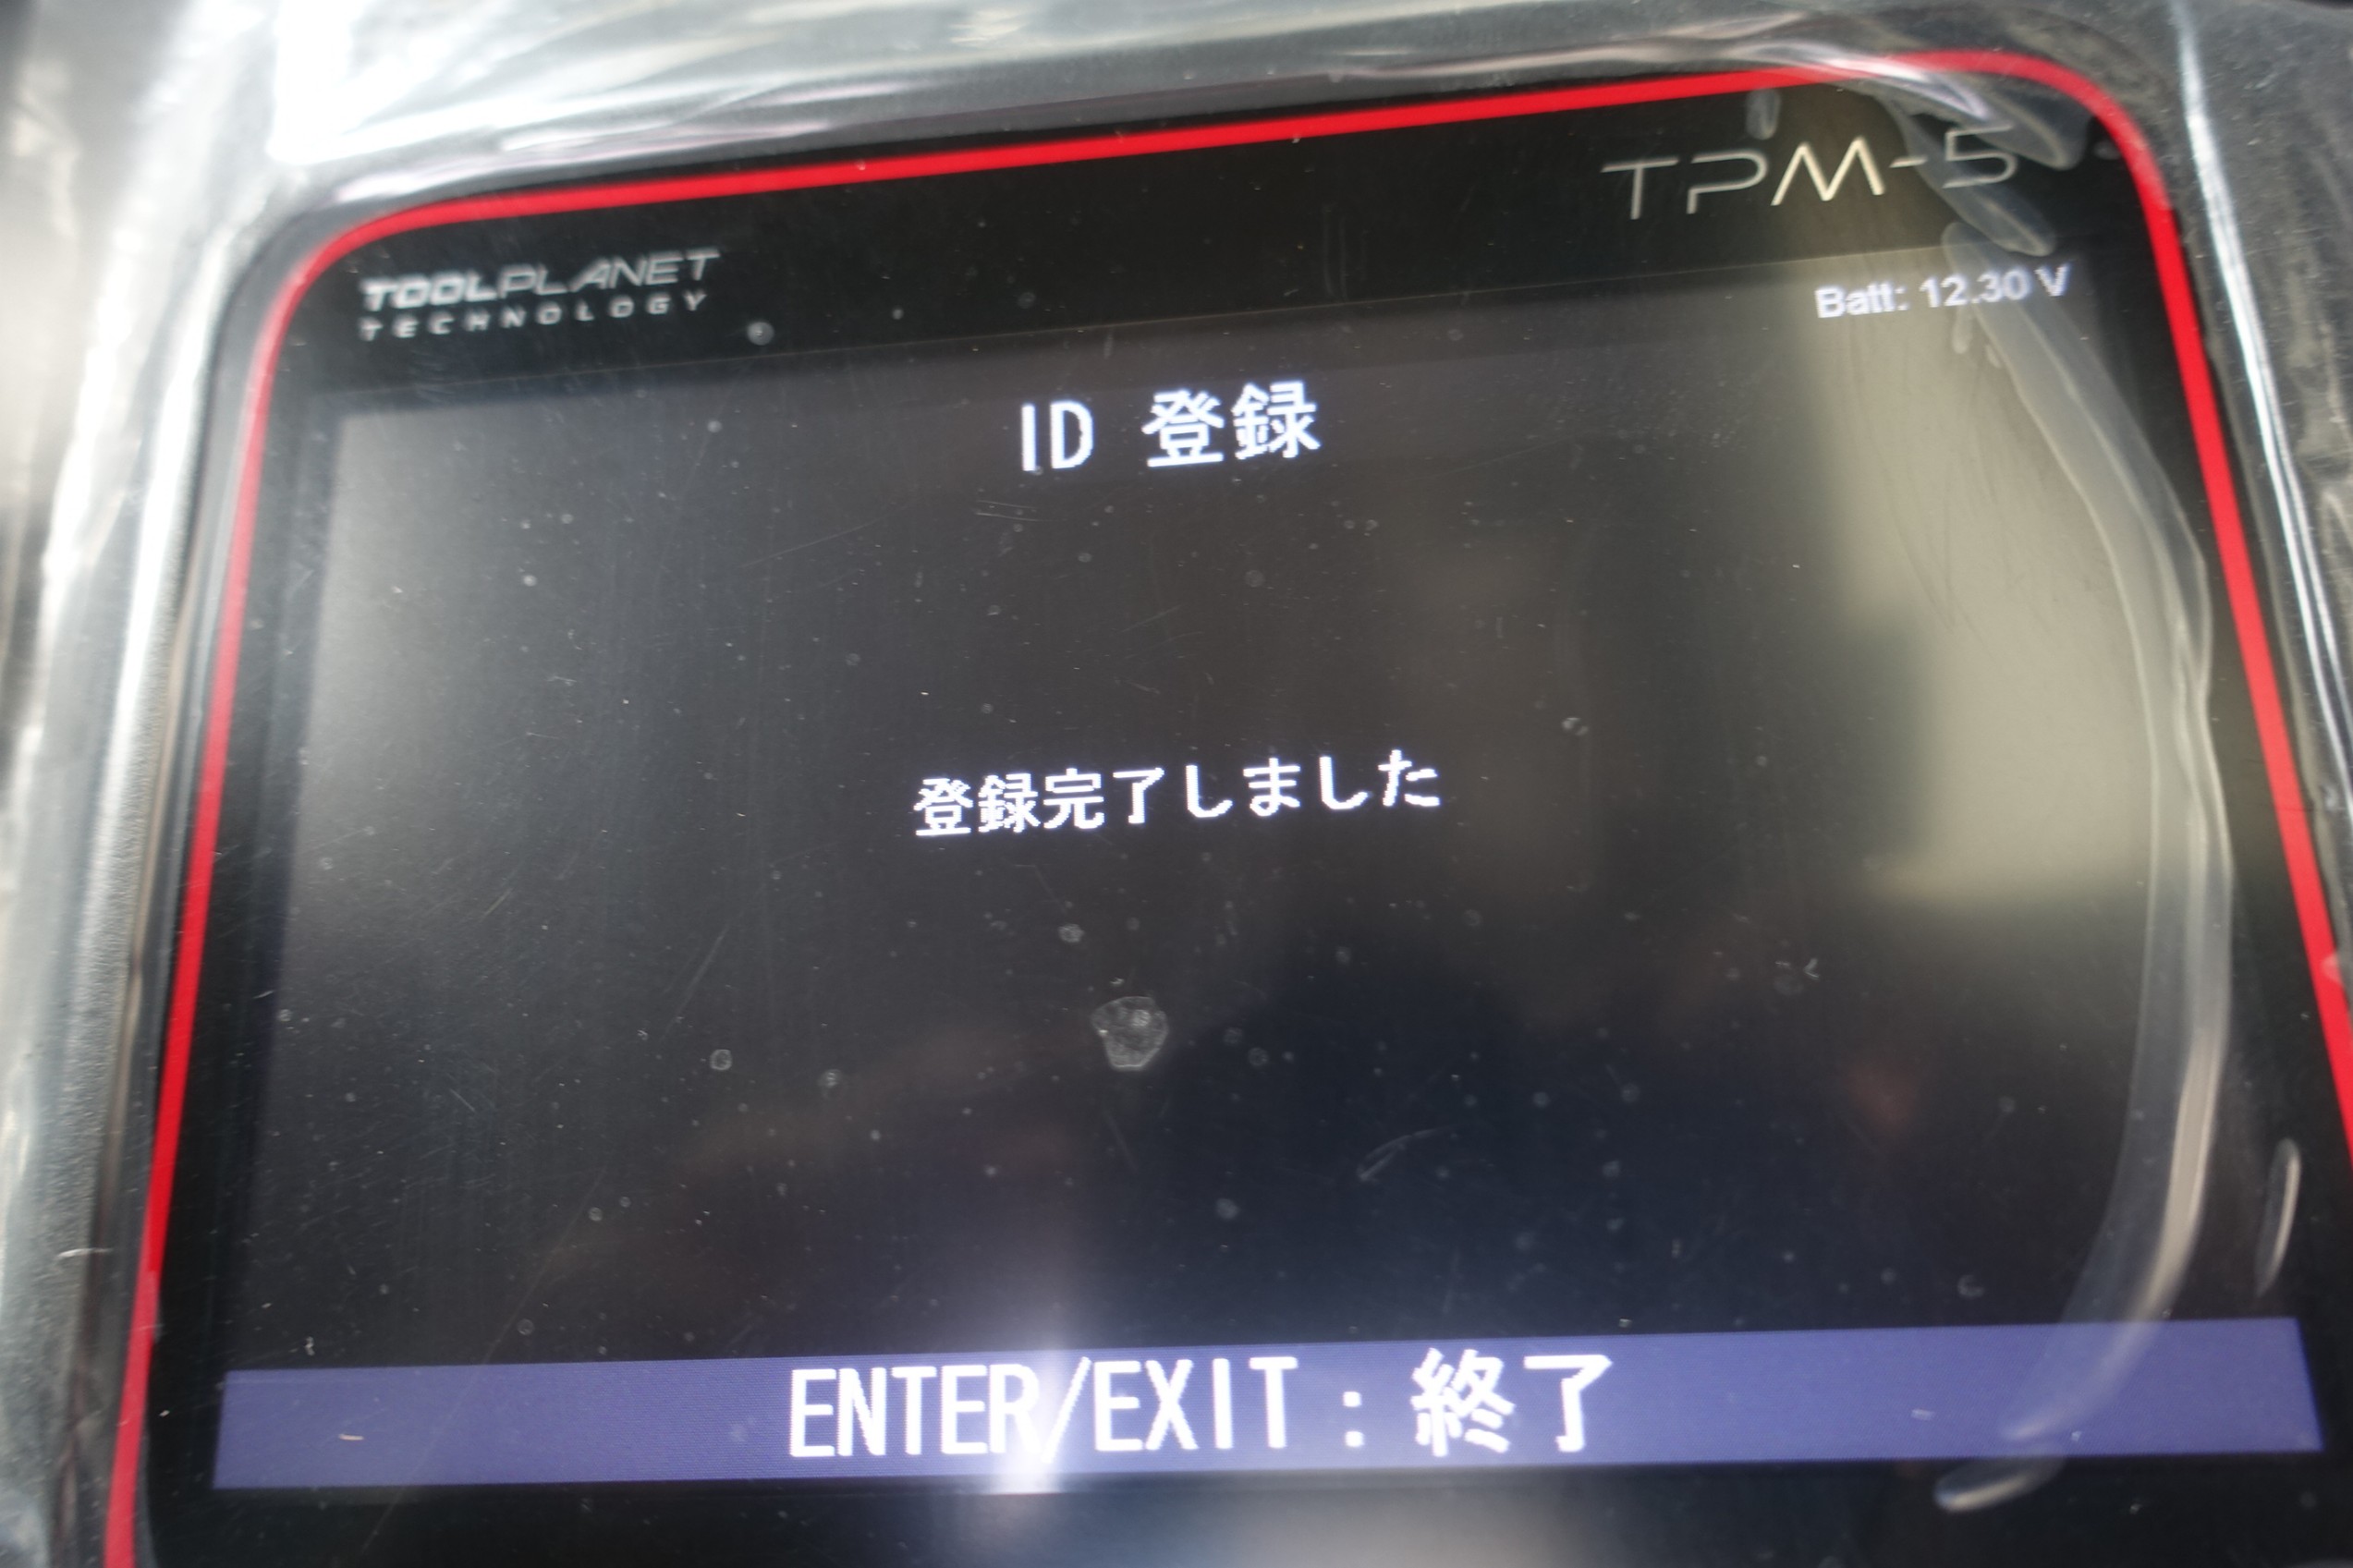 TPM-5
TOOLPLANET
TECHNOLOGY
Batt: 12.30 V
ID 登録
登録完了しました
ENTER/EXIT : 終了